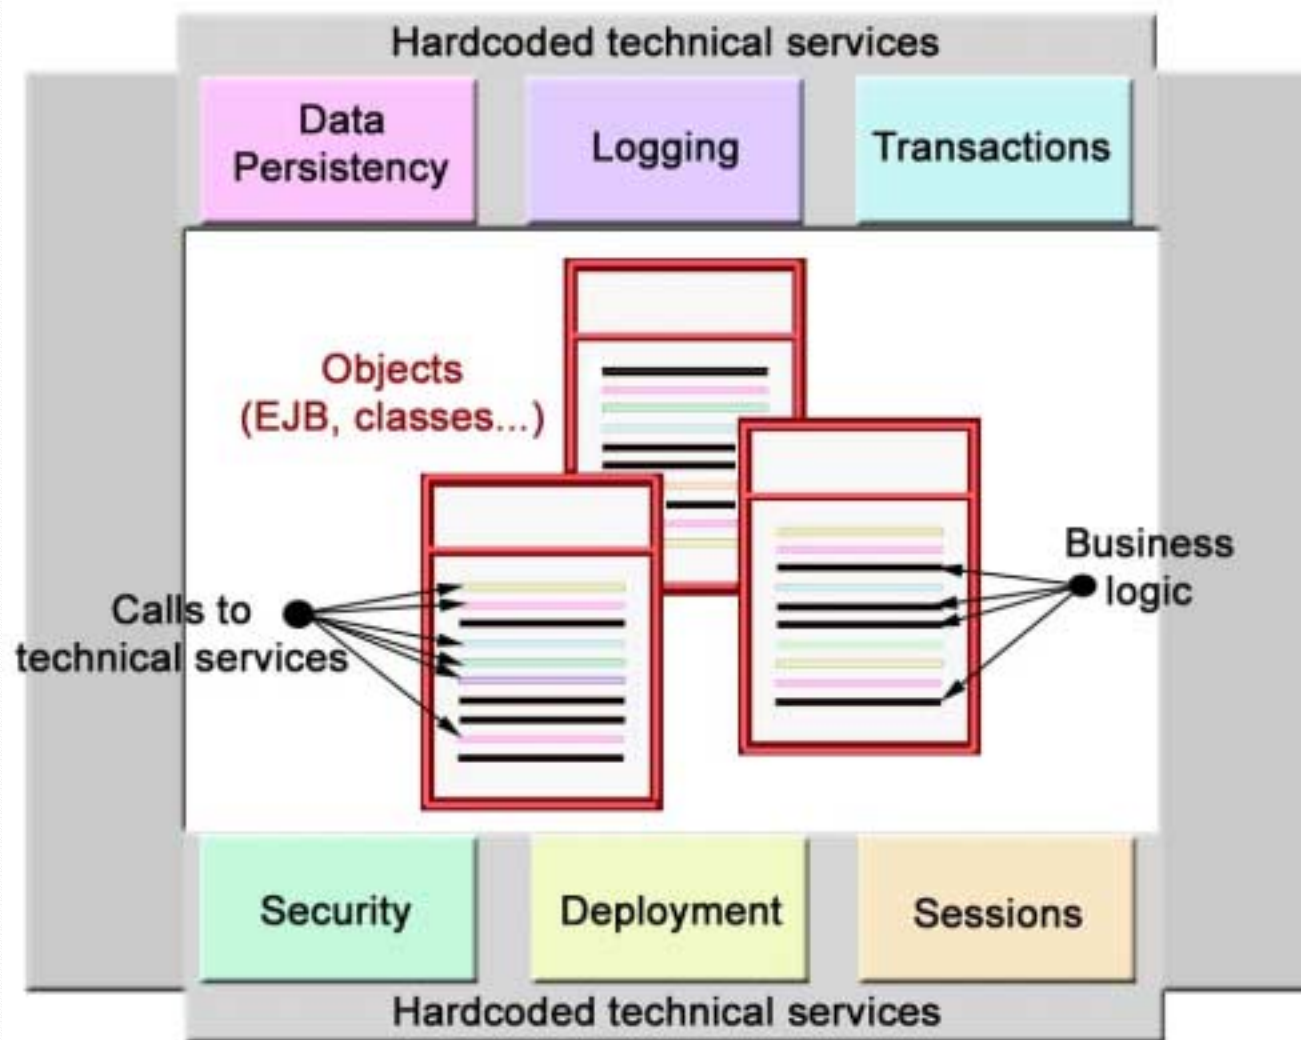 Hardcoded technical services
Data
Persistency
Logging
Transactions
Objects
(EJB, classes...)
Business
logic
Calls to
technical services
Security
Deployment
Sessions
Hardcoded technical services